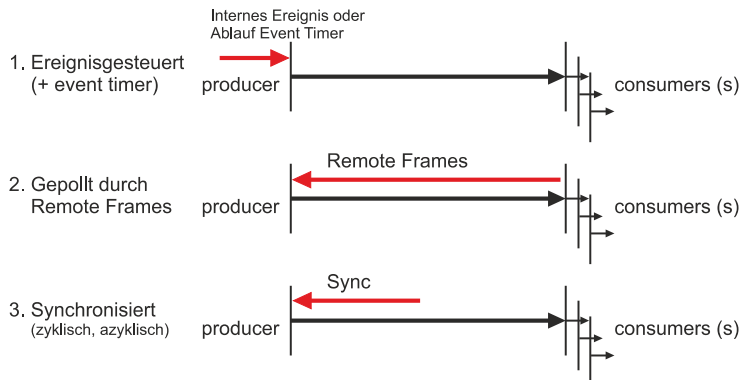 Internes Ereignis oder
Ablauf Event Timer
1. Ereignisgesteuert
(+ event timer)
producer
consumers (s)
Remote Frames
2. Gepollt durch
Remote Frames
producer
consumers (s)
Sync
3. Synchronisiert
(zyklisch, azyklisch)
producer
consumers (s)